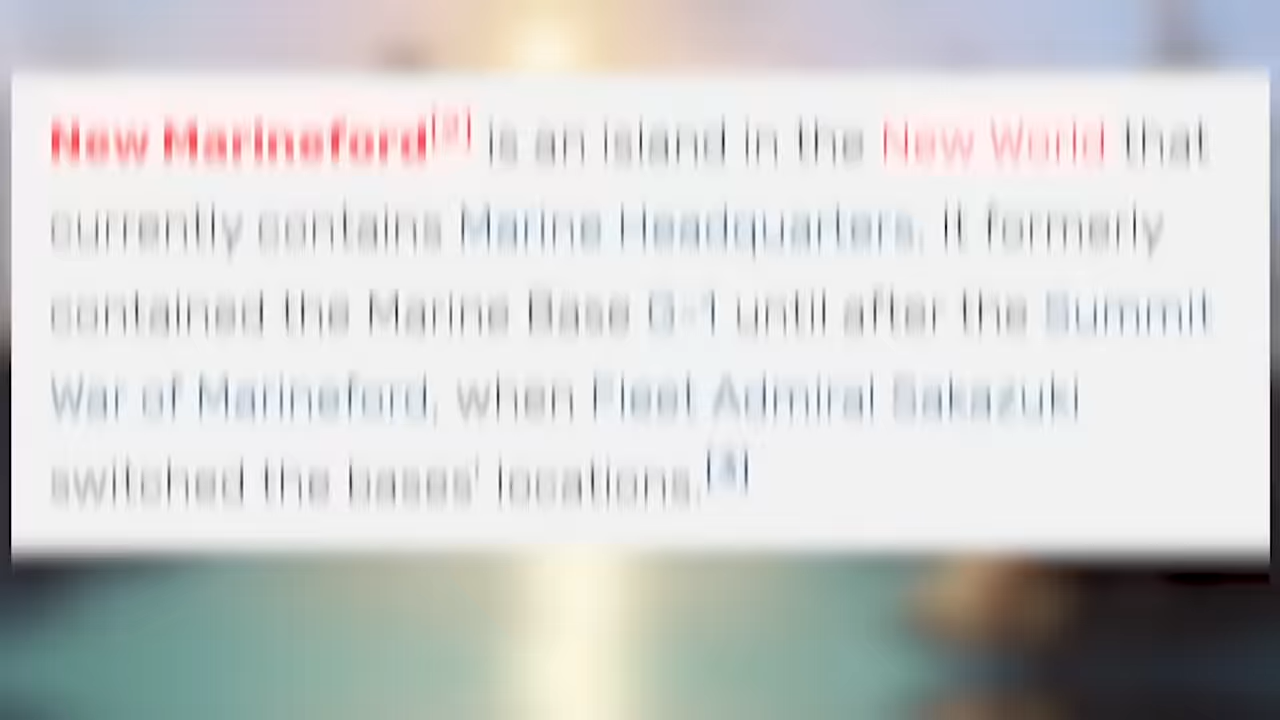 New Marineford[2] is an island in the New World that
currently contains Marine Headquarters. It formerly
contained the Marine Base G-1 until after the Summit
War of Marineford, when Fleet Admiral Sakazuki
switched the bases' locations.[3]